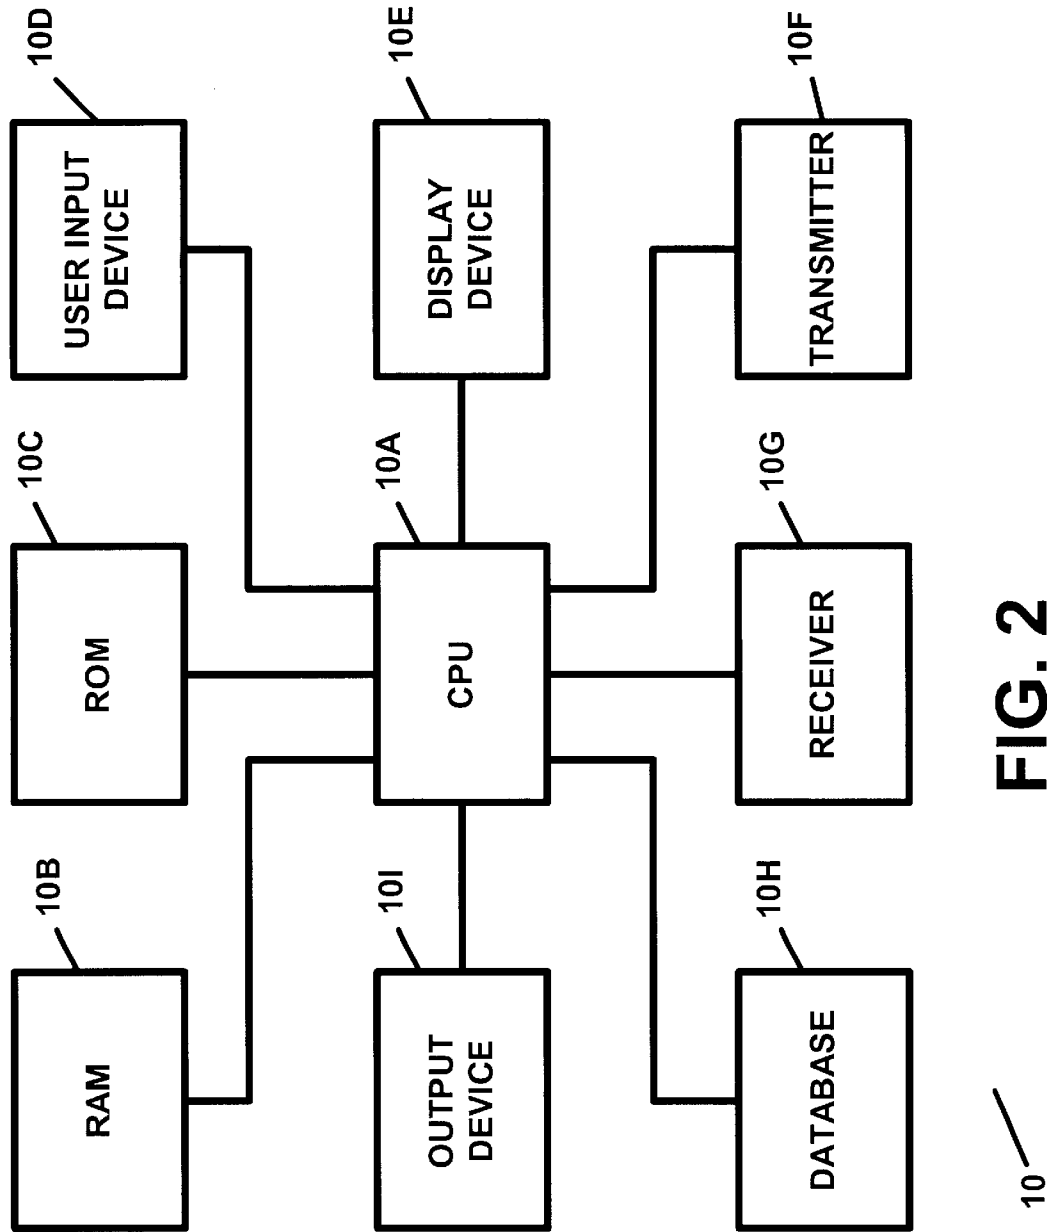 10B
RAM
10C
ROM
10D
USER INPUT
DEVICE
10I
OUTPUT
DEVICE
10A
CPU
10E
DISPLAY
DEVICE
10H
DATABASE
10G
RECEIVER
10F
TRANSMITTER
10
FIG. 2